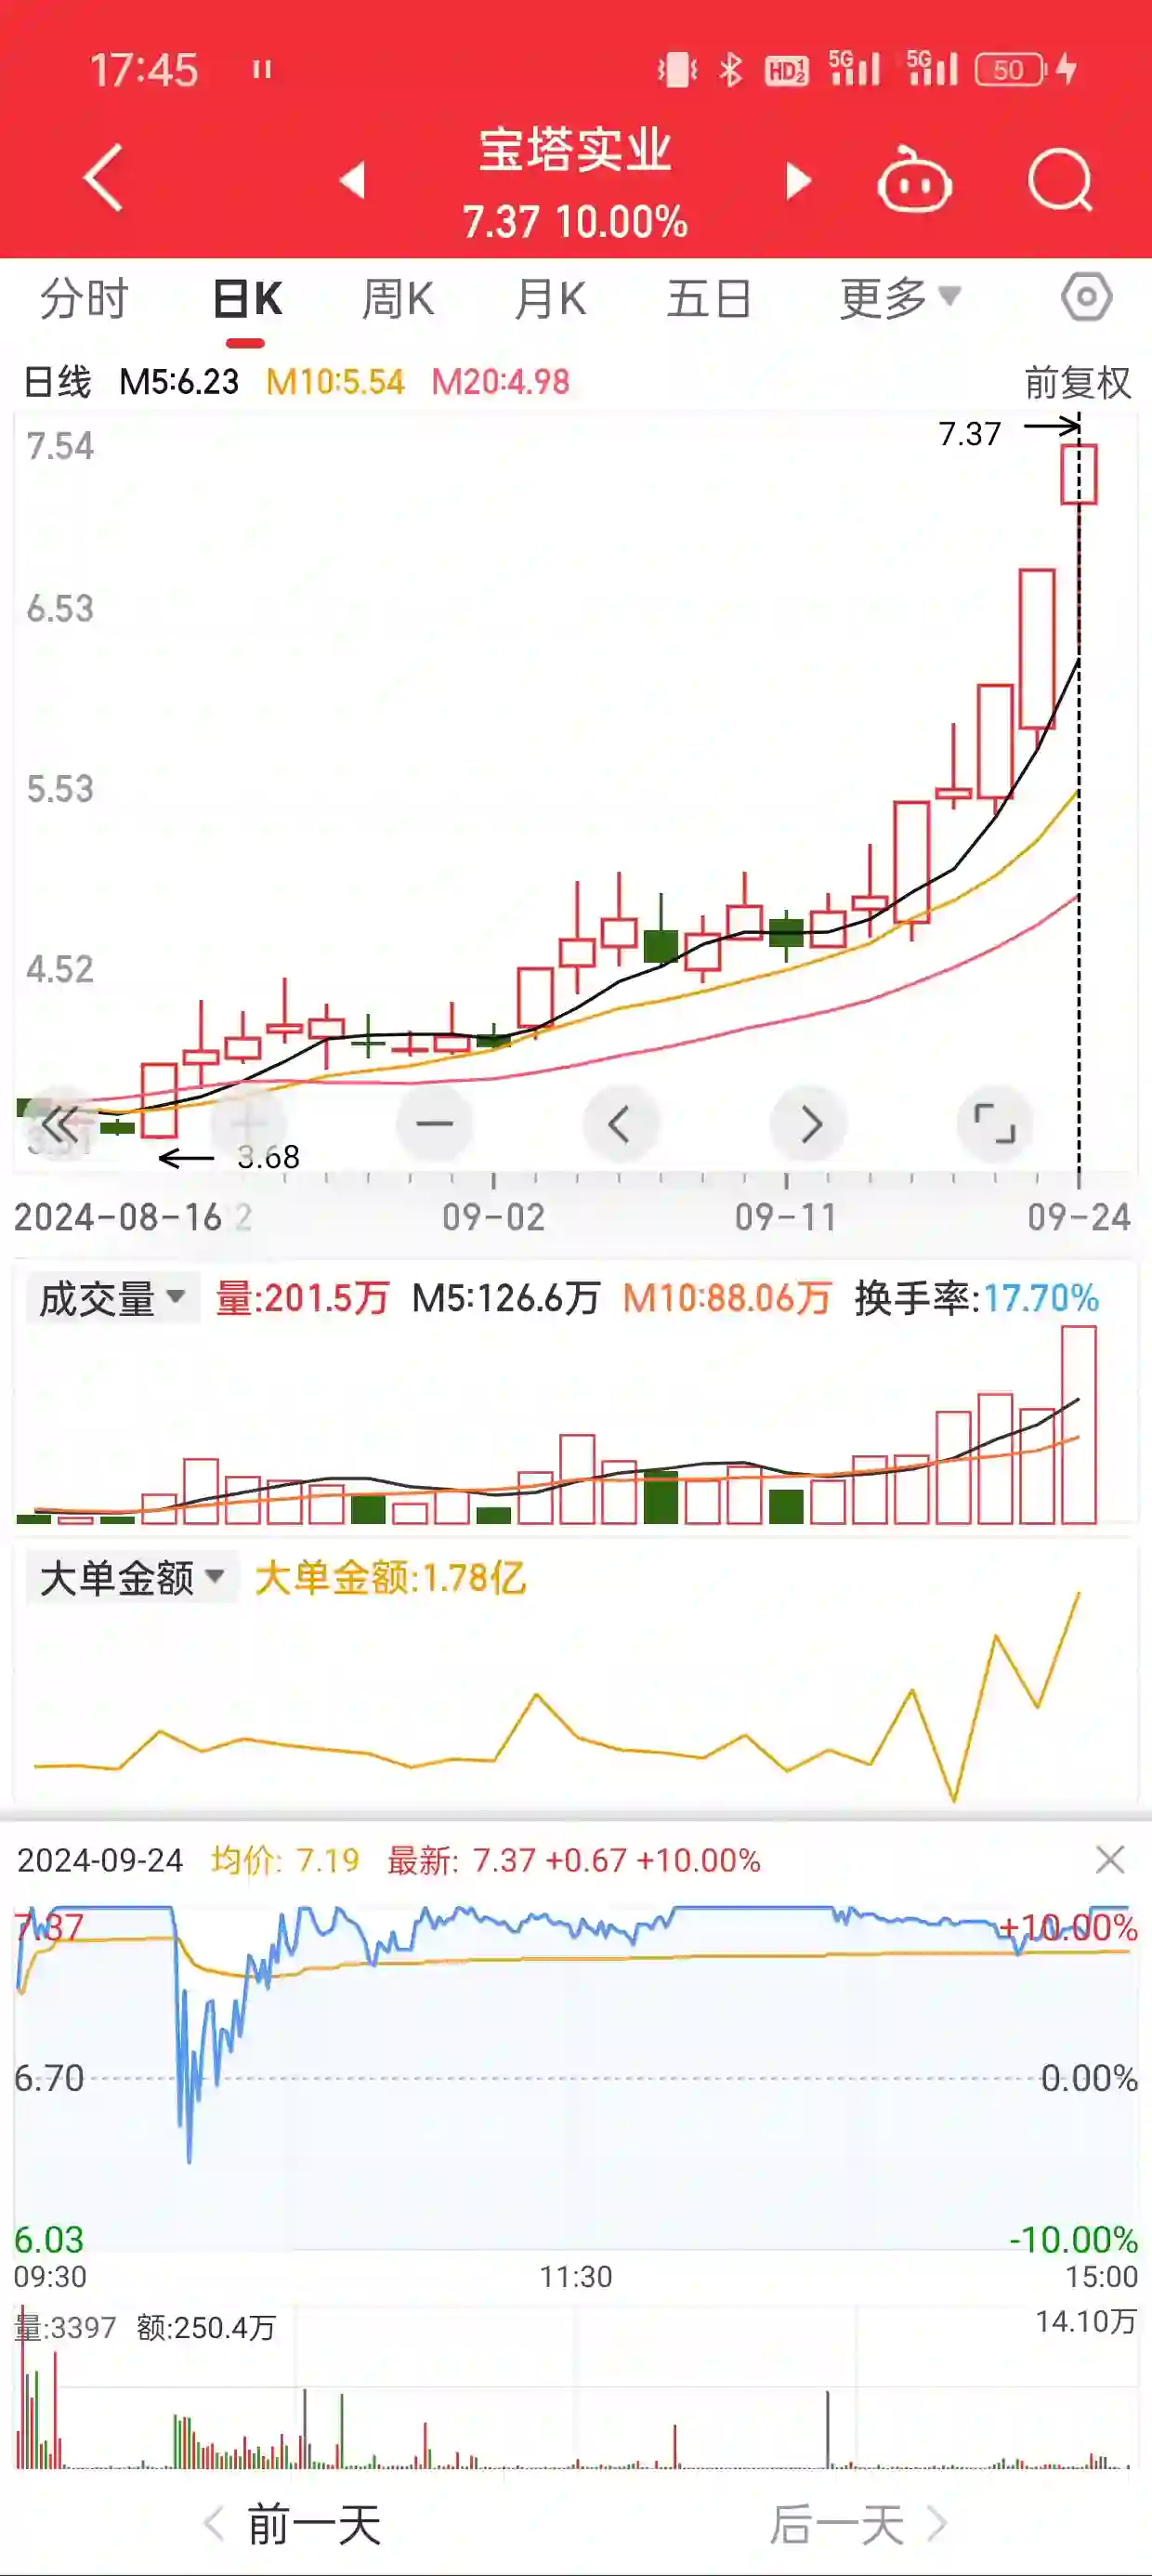 17:45 HD 1 2 5G 5G 50
宝塔实业
7.37 10.00%
分时 日K 周K 月K 五日 更多
日线 M5:6.23 M10:5.54 M20:4.98 前复权
7.37
7.54
6.53
5.53
4.52
3.68
2024-08-16 09-02 09-11 09-24
成交量 量:201.5万 M5:126.6万 M10:88.06万 换手率:17.70%
大单金额 大单金额:1.78亿
2024-09-24 均价: 7.19 最新: 7.37 +0.67 +10.00%
7.37 +10.00%
6.70 0.00%
6.03 -10.00%
09:30 11:30 15:00
量:3397 额:250.4万 14.10万
前一天 后一天